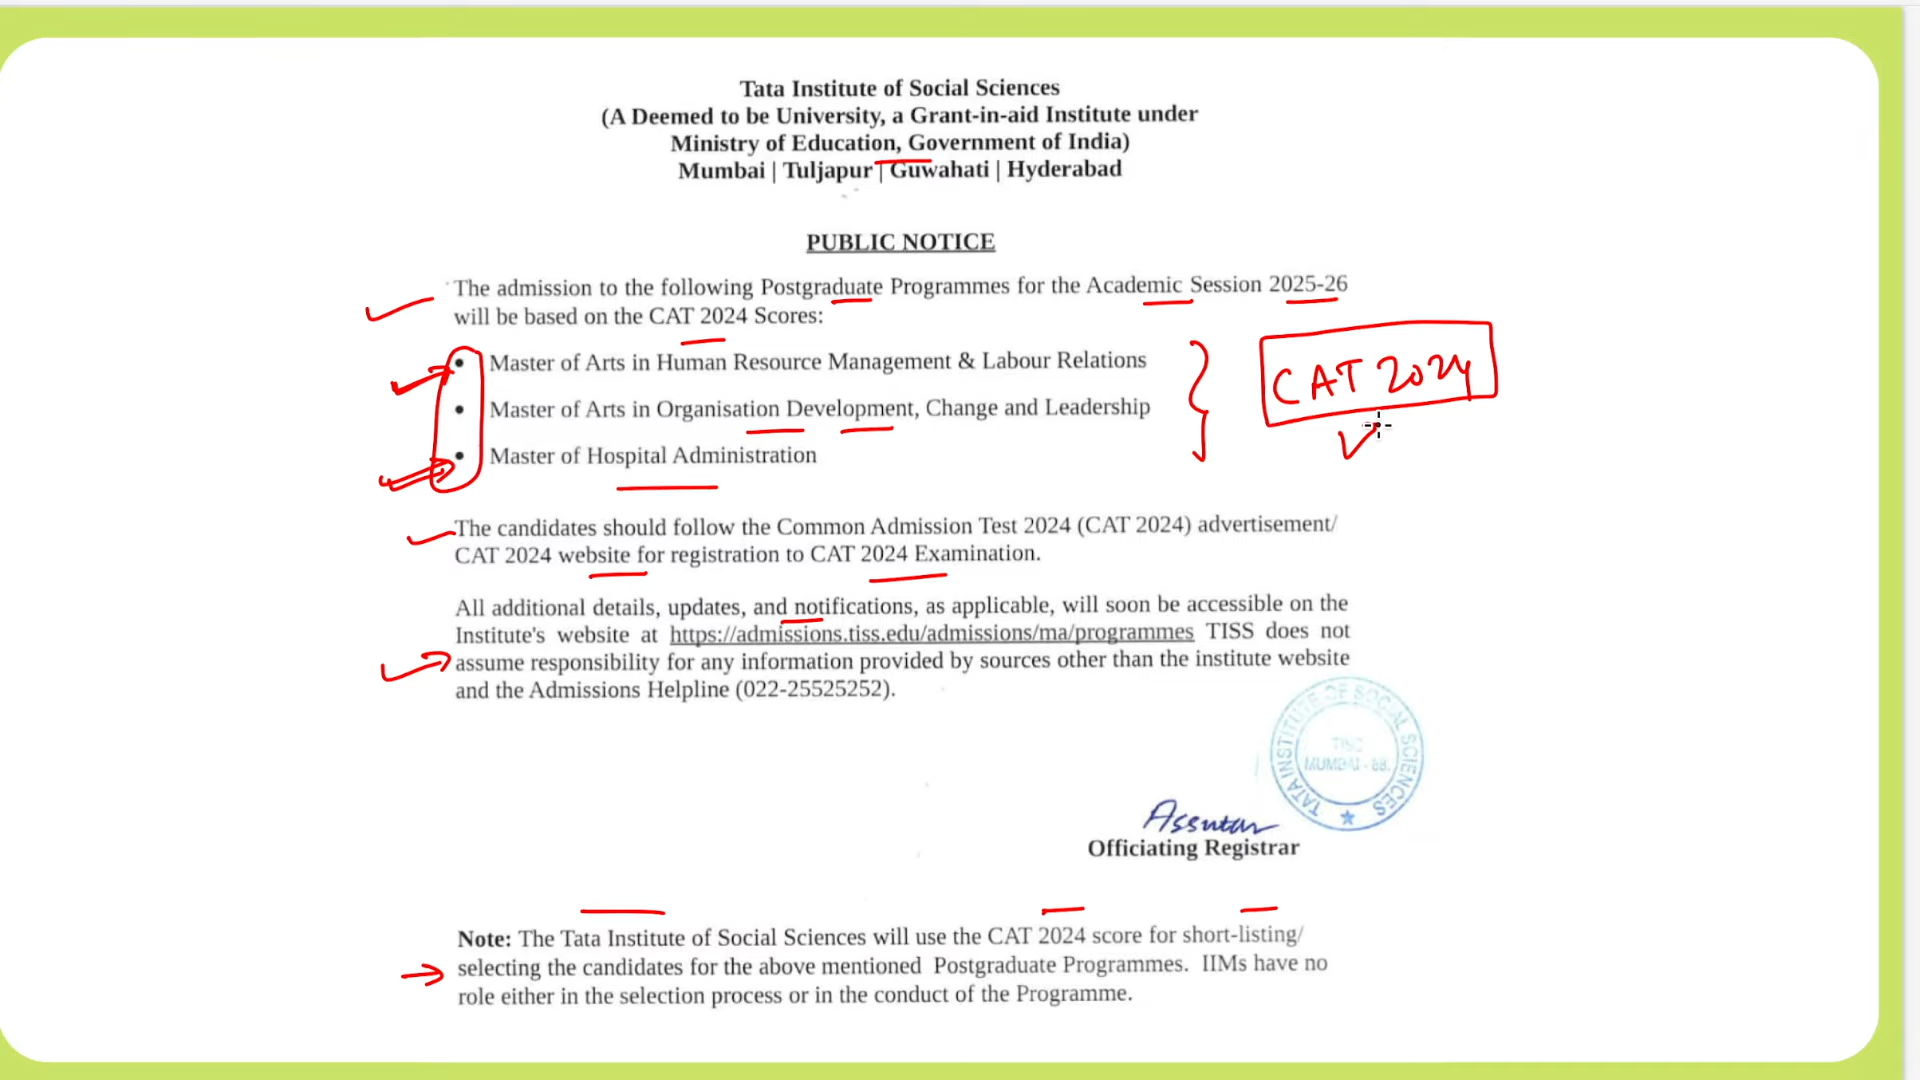 Tata Institute of Social Sciences
(A Deemed to be University, a Grant-in-aid Institute under
Ministry of Education, Government of India)
Mumbai | Tuljapur | Guwahati | Hyderabad
PUBLIC NOTICE
The admission to the following Postgraduate Programmes for the Academic Session 2025-26
will be based on the CAT 2024 Scores:
• Master of Arts in Human Resource Management & Labour Relations
• Master of Arts in Organisation Development, Change and Leadership
• Master of Hospital Administration
CAT 2024
The candidates should follow the Common Admission Test 2024 (CAT 2024) advertisement/
CAT 2024 website for registration to CAT 2024 Examination.
All additional details, updates, and notifications, as applicable, will soon be accessible on the
Institute's website at https://admissions.tiss.edu/admissions/ma/programmes TISS does not
assume responsibility for any information provided by sources other than the institute website
and the Admissions Helpline (022-25525252).
TATA INSTITUTE OF SOCIAL SCIENCES
TISS
MUMBAI - 88.
Officiating Registrar
Note: The Tata Institute of Social Sciences will use the CAT 2024 score for short-listing/
selecting the candidates for the above mentioned Postgraduate Programmes. IIMs have no
role either in the selection process or in the conduct of the Programme.